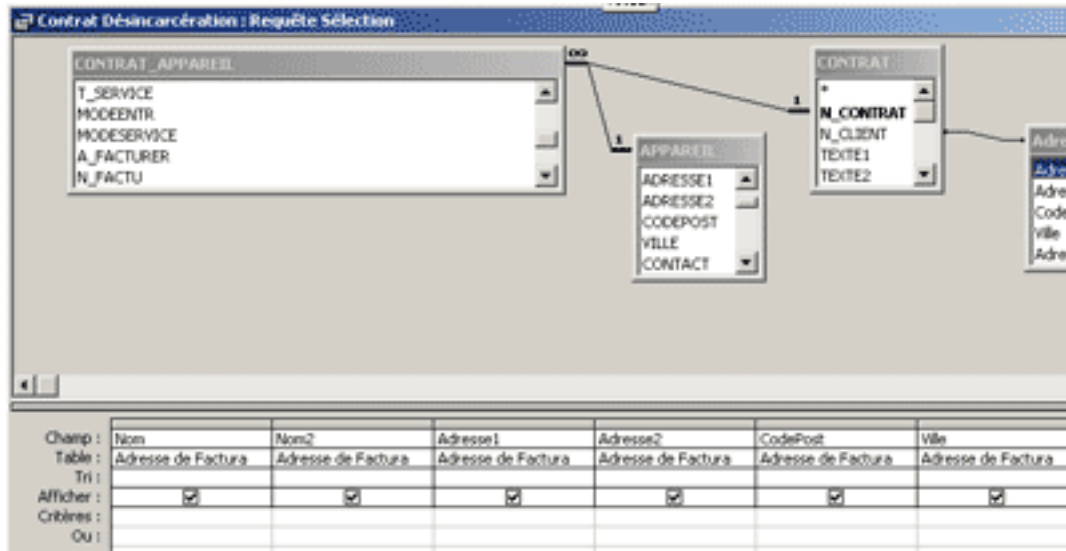 Contrat Désincarcération : Requête Sélection
CONTRAT_APPAREIL
T_SERVICE
MODEENTR
MODESERVICE
A_FACTURER
N_FACTU
∞
1
APPAREIL
ADRESSE1
ADRESSE2
CODEPOST
VILLE
CONTACT
1
CONTRAT
*
N_CONTRAT
N_CLIENT
TEXTE1
TEXTE2
Adre
Adre
Adre
Code
Ville
Adre
Champ : Nom Nom2 Adresse1 Adresse2 CodePost Ville
Table : Adresse de Factura Adresse de Factura Adresse de Factura Adresse de Factura Adresse de Factura Adresse de Factura
Tri :
Afficher :
Critères :
Ou :